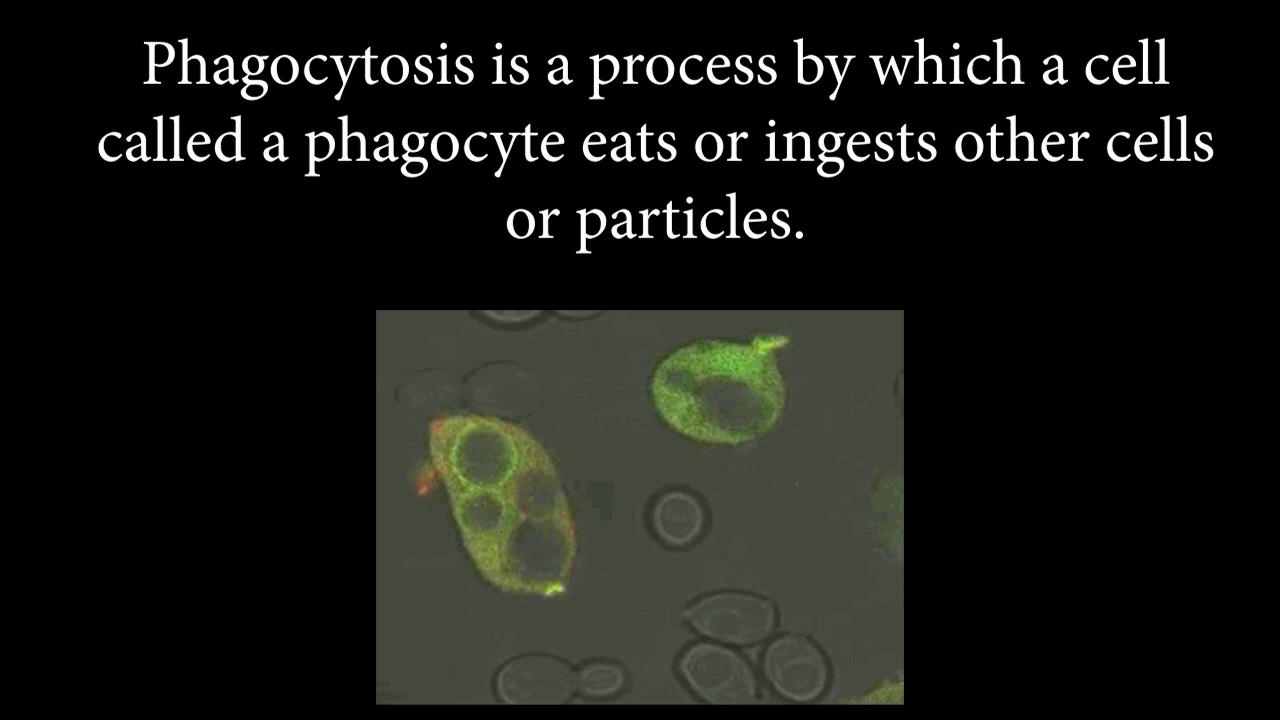 Phagocytosis is a process by which a cell
called a phagocyte eats or ingests other cells
or particles.